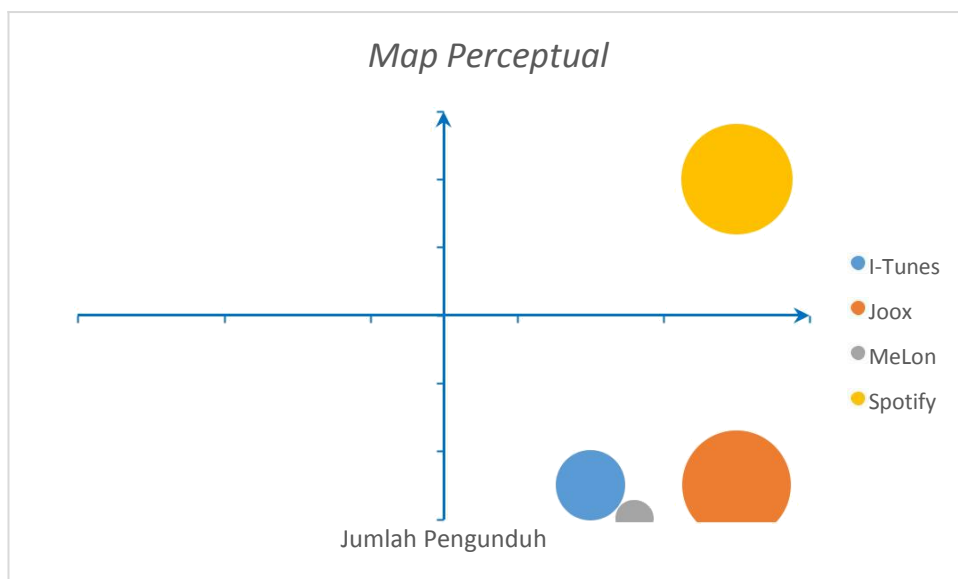 Map Perceptual
I-Tunes
Joox
MeLon
Spotify
Jumlah Pengunduh